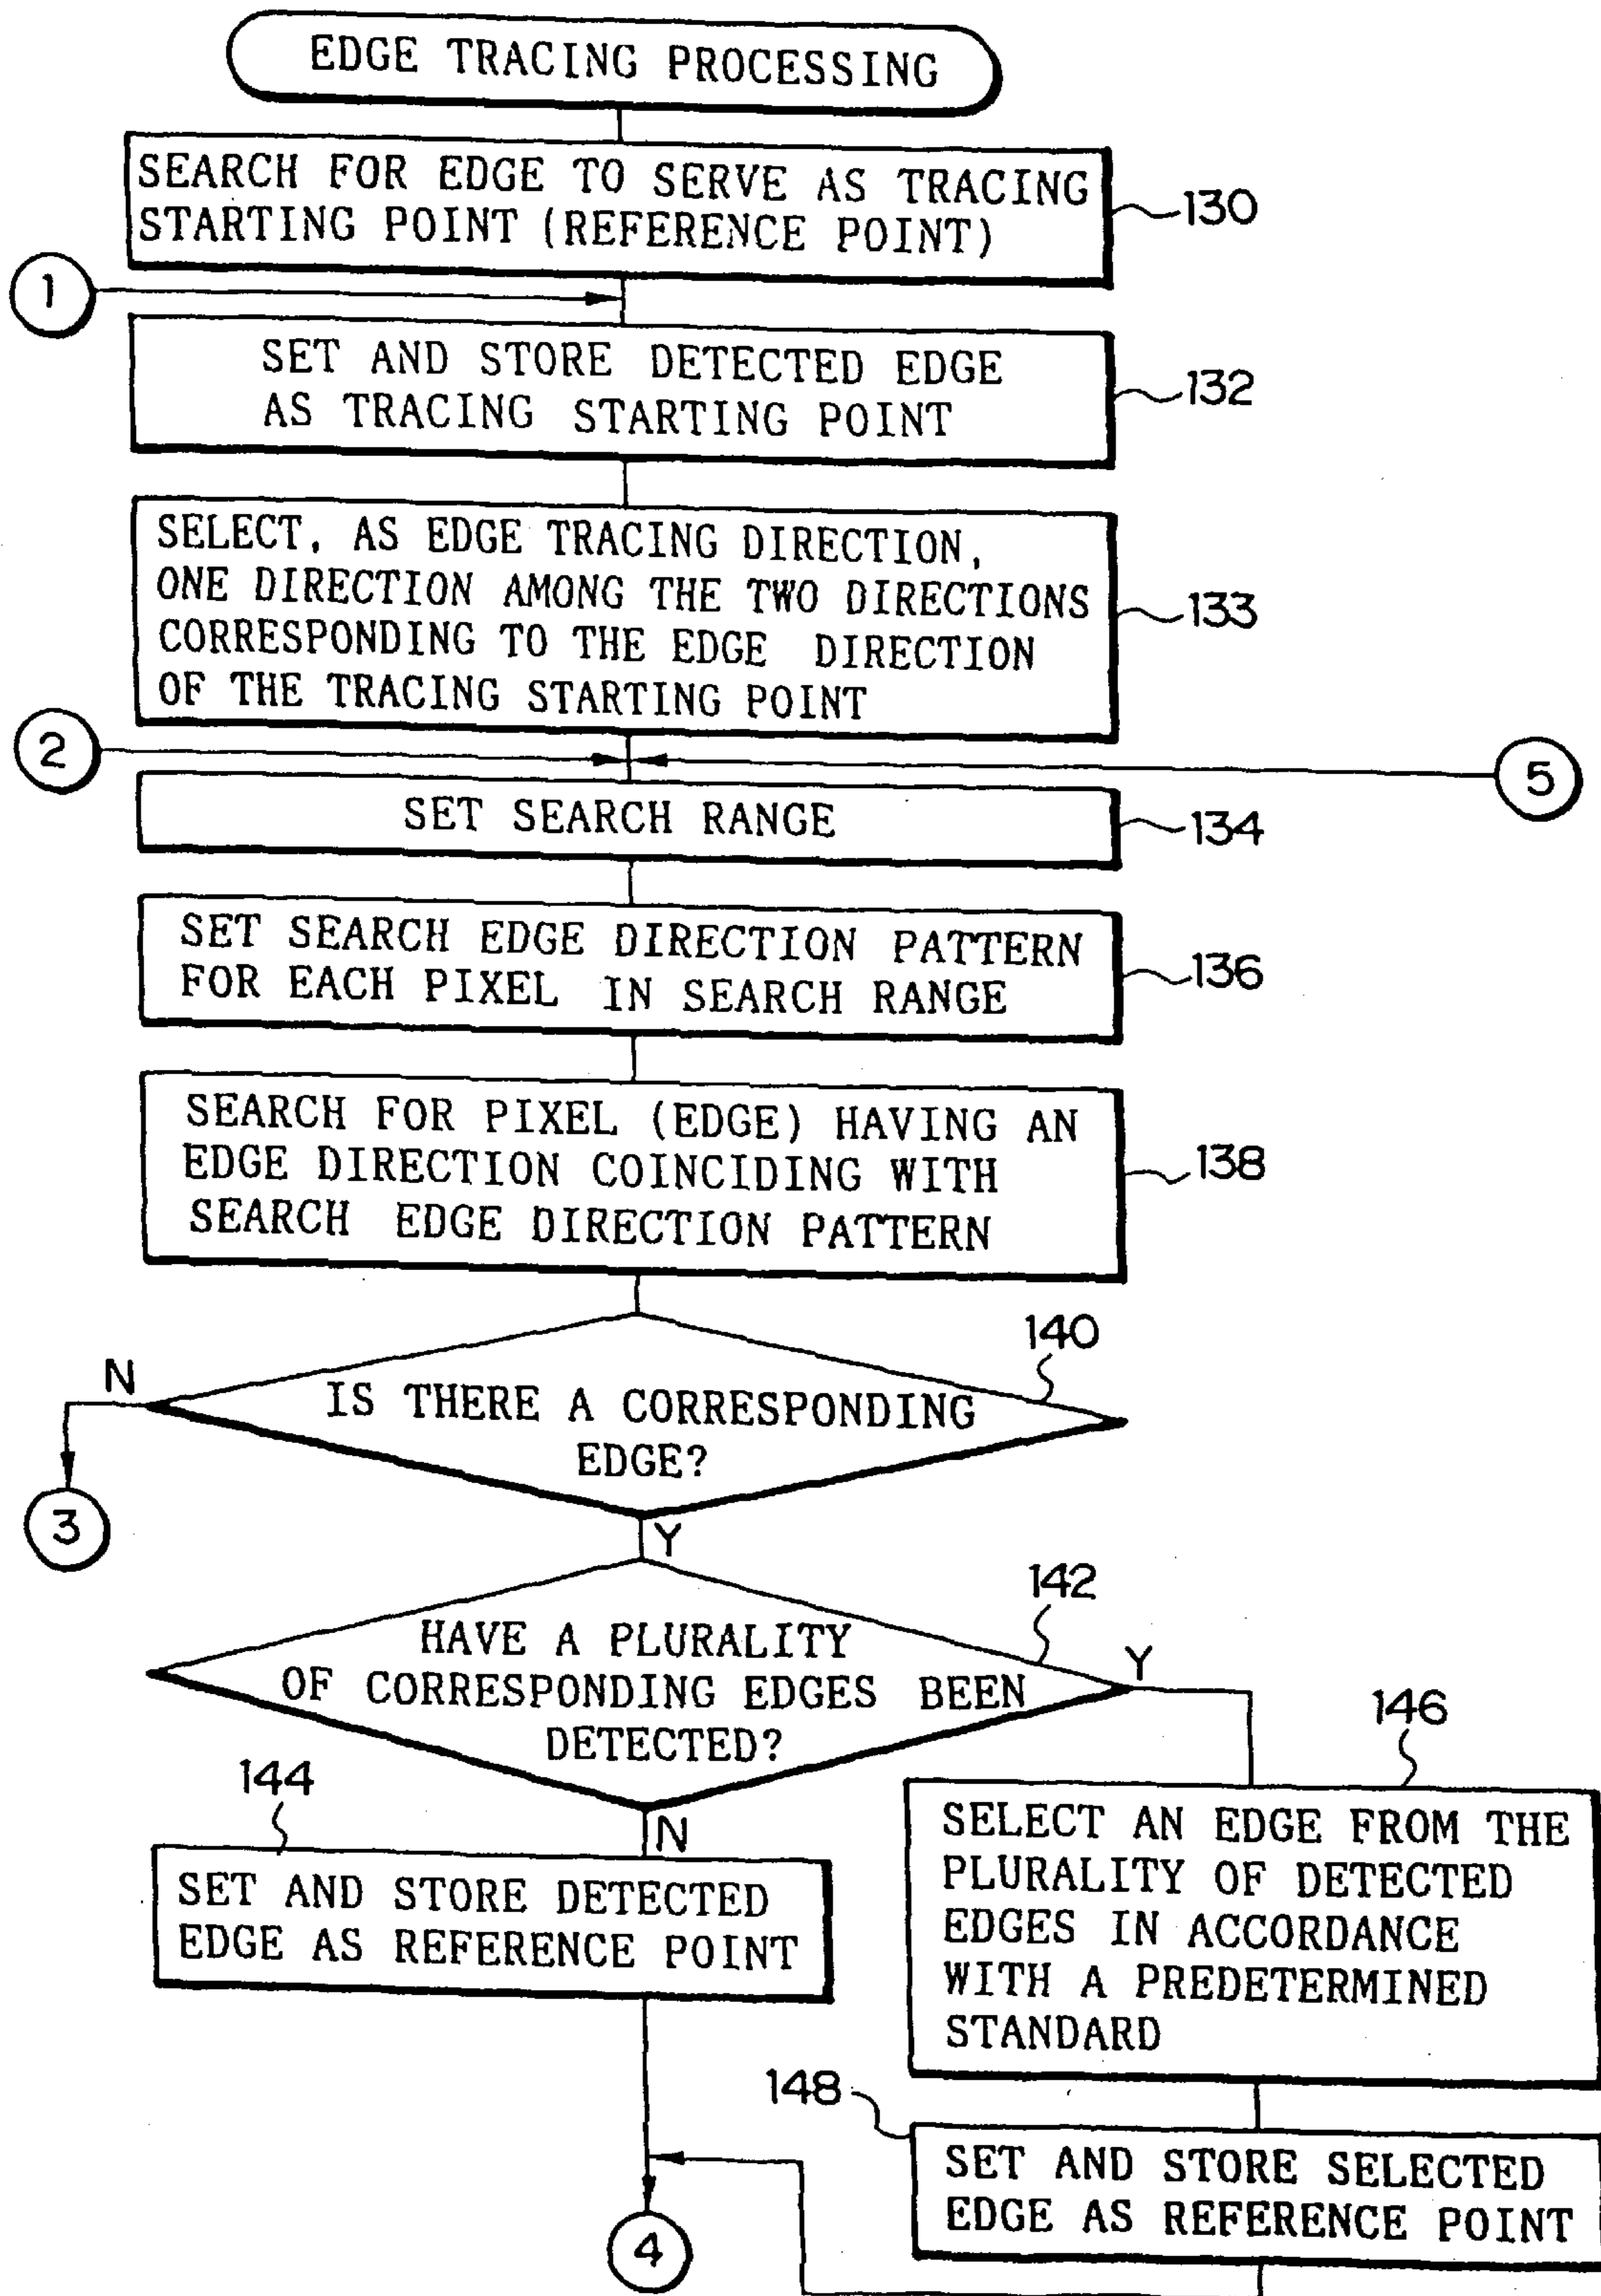 EDGE TRACING PROCESSING
SEARCH FOR EDGE TO SERVE AS TRACING
STARTING POINT (REFERENCE POINT)
130
1
SET AND STORE DETECTED EDGE
AS TRACING STARTING POINT
132
SELECT, AS EDGE TRACING DIRECTION,
ONE DIRECTION AMONG THE TWO DIRECTIONS
CORRESPONDING TO THE EDGE DIRECTION
OF THE TRACING STARTING POINT
133
2
5
SET SEARCH RANGE
134
SET SEARCH EDGE DIRECTION PATTERN
FOR EACH PIXEL IN SEARCH RANGE
136
SEARCH FOR PIXEL (EDGE) HAVING AN
EDGE DIRECTION COINCIDING WITH
SEARCH EDGE DIRECTION PATTERN
138
140
N
IS THERE A CORRESPONDING
EDGE?
3
Y
142
HAVE A PLURALITY
OF CORRESPONDING EDGES BEEN
DETECTED?
Y
146
144
N
SET AND STORE DETECTED
EDGE AS REFERENCE POINT
SELECT AN EDGE FROM THE
PLURALITY OF DETECTED
EDGES IN ACCORDANCE
WITH A PREDETERMINED
STANDARD
148
SET AND STORE SELECTED
EDGE AS REFERENCE POINT
4